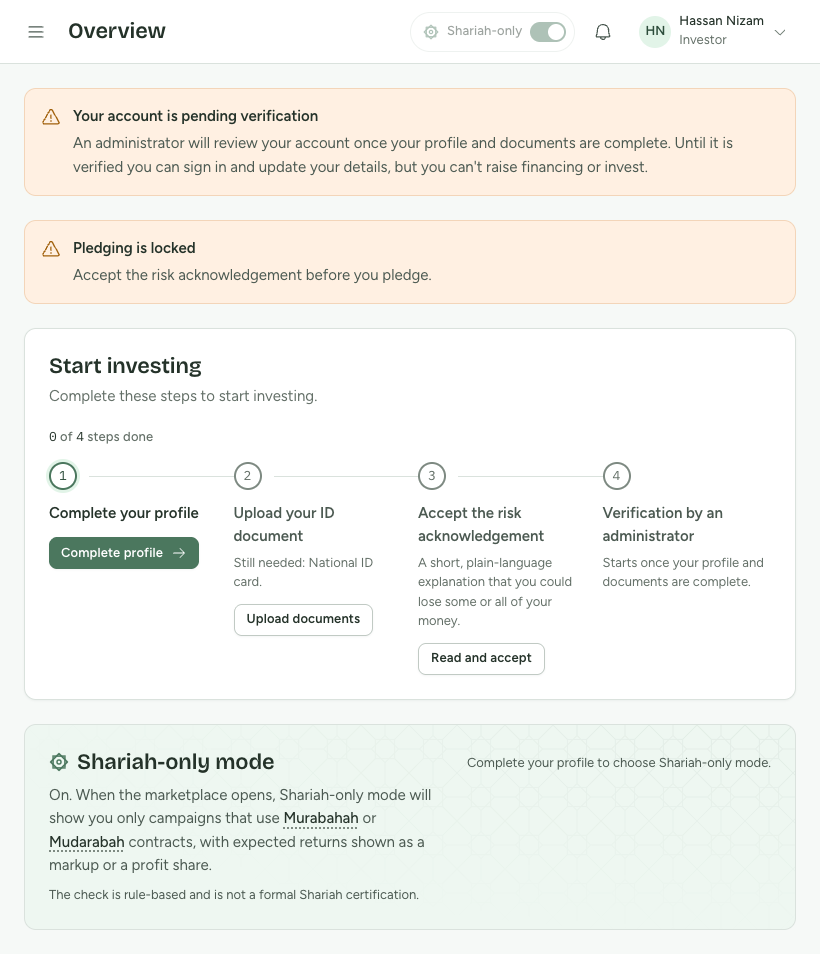 Overview
Shariah-only
HN
Hassan Nizam
Investor
Your account is pending verification
An administrator will review your account once your profile and documents are complete. Until it is
verified you can sign in and update your details, but you can't raise financing or invest.
Pledging is locked
Accept the risk acknowledgement before you pledge.
Start investing
Complete these steps to start investing.
0 of 4 steps done
1
Complete your profile
Complete profile
2
Upload your ID
document
Still needed: National ID
card.
Upload documents
3
Accept the risk
acknowledgement
A short, plain-language
explanation that you could
lose some or all of your
money.
Read and accept
4
Verification by an
administrator
Starts once your profile and
documents are complete.
Shariah-only mode
On. When the marketplace opens, Shariah-only mode will
show you only campaigns that use Murabahah or
Mudarabah contracts, with expected returns shown as a
markup or a profit share.
The check is rule-based and is not a formal Shariah certification.
Complete your profile to choose Shariah-only mode.